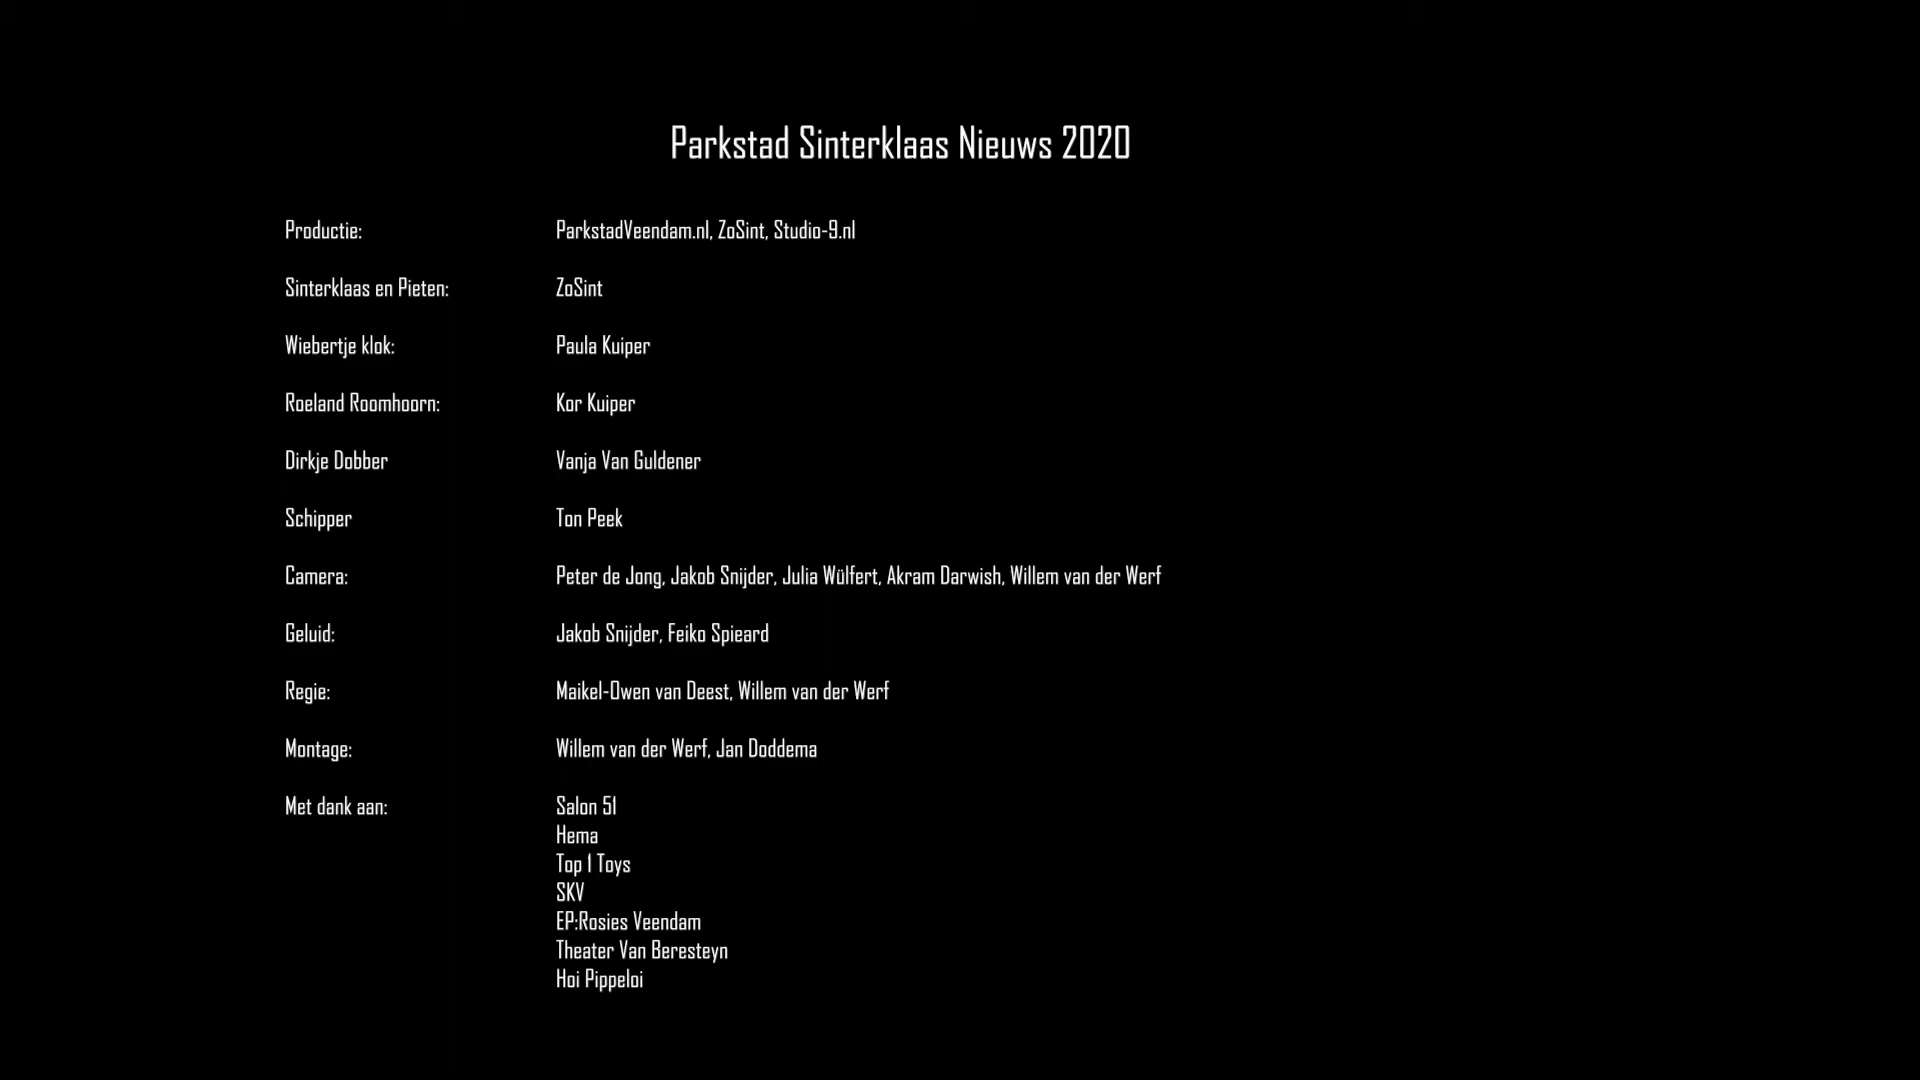 Parkstad Sinterklaas Nieuws 2020
Productie: ParkstadVeendam.nl, ZoSint, Studio-9.nl
Sinterklaas en Pieten: ZoSint
Wiebertje klok: Paula Kuiper
Roeland Roomhoorn: Kor Kuiper
Dirkje Dobber Vanja Van Guldener
Schipper Ton Peek
Camera: Peter de Jong, Jakob Snijder, Julia Wülfert, Akram Darwish, Willem van der Werf
Geluid: Jakob Snijder, Feiko Spieard
Regie: Maikel-Owen van Deest, Willem van der Werf
Montage: Willem van der Werf, Jan Doddema
Met dank aan: Salon 51
Hema
Top 1 Toys
SKV
EP:Rosies Veendam
Theater Van Beresteyn
Hoi Pippeloi